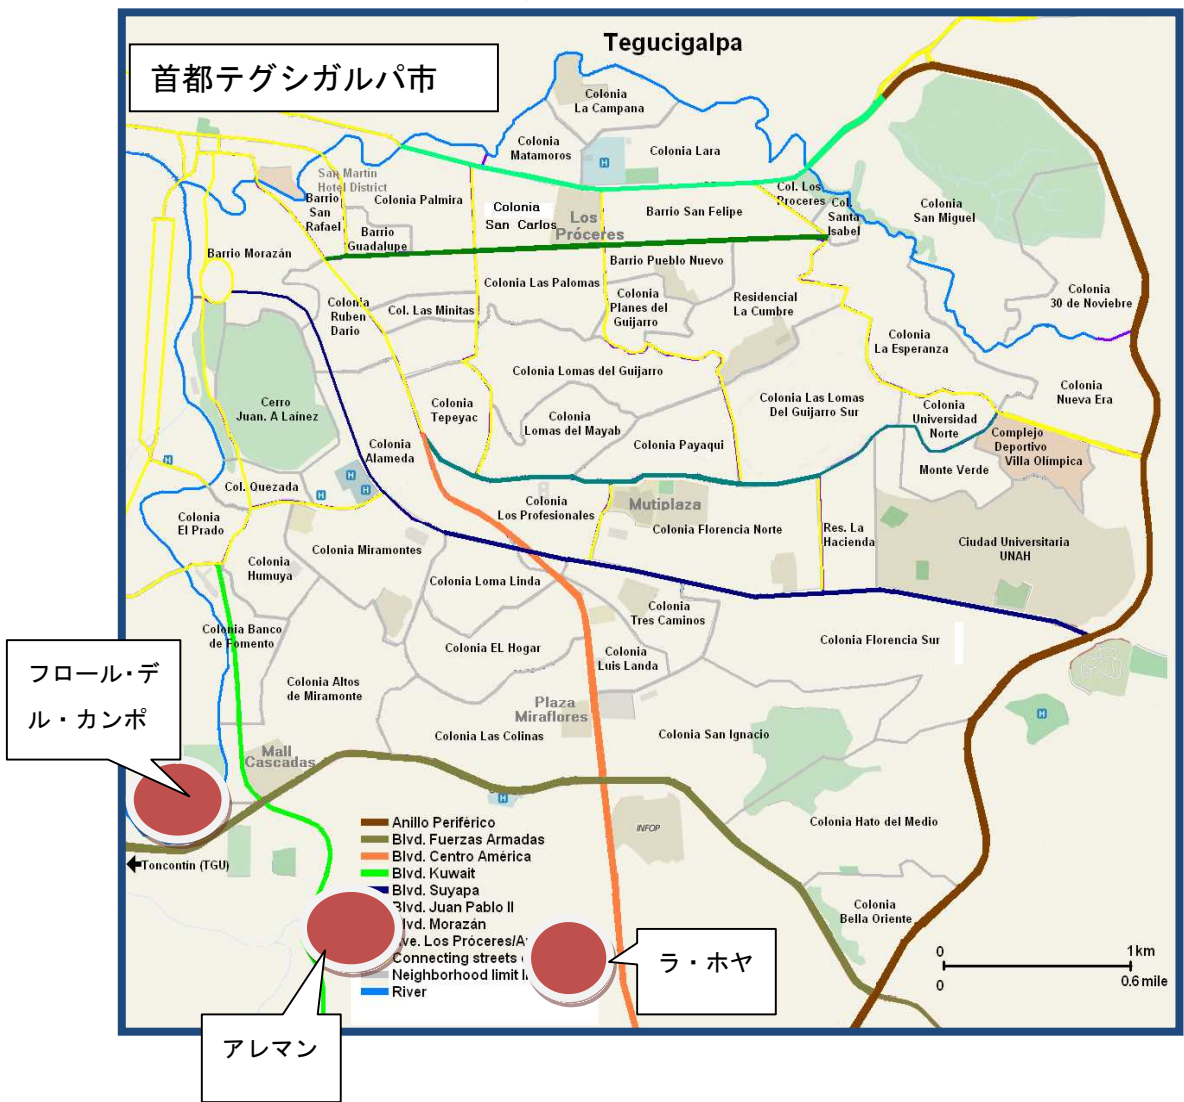 Tegucigalpa
首都テグシガルパ市
Colonia
La Campana
Colonia
Matamoros
Colonia Lara
San Martin
Hotel District
Colonia Palmira
Barrio
San
Rafael
Barrio
Guadalupe
Colonia
San Carlos
Los
Próceres
Barrio San Felipe
Col. Los
Proceres
Col.
Santa
Isabel
Colonia
San Miguel
Barrio Morazán
Barrio Pueblo Nuevo
Colonia Las Palomas
Colonia
Planes del
Guijarro
Residencial
La Cumbre
Colonia
30 de Noviebre
Colonia
Ruben
Dario
Col. Las Minitas
Colonia
La Esperanza
Colonia Lomas del Guijarro
Cerro
Juan. A Laínez
Colonia
Tepeyac
Colonia
Lomas del Mayab
Colonia Las Lomas
Del Guijarro Sur
Colonia
Universidad
Norte
Colonia
Nueva Era
Colonia
Alameda
Colonia Payaqui
Complejo
Deportivo
Villa Olimpica
Monte Verde
H
H
H
H
H
Col. Quezada
Colonia
El Prado
Colonia
Los Profesionales
Mutiplaza
Colonia Florencia Norte
Res. La
Hacienda
Ciudad Universitaria
UNAH
Colonia Miramontes
Colonia
Humuya
Colonia Loma Linda
Colonia
Tres Caminos
Colonia Banco
de Fomento
Colonia EL Hogar
Colonia
Luis Landa
Colonia Florencia Sur
フロール・デ
ル・カンポ
Colonia Altos
de Miramonte
Plaza
Miraflores
Colonia Las Colinas
Colonia San Ignacio
H
Mall
Cascadas
H
Colonia Hato del Medio
INFOP
Toncontín (TGU)
Anillo Periférico
Blvd. Fuerzas Armadas
Blvd. Centro América
Blvd. Kuwait
Blvd. Suyapa
Blvd. Juan Pablo II
Blvd. Morazán
Ave. Los Próceres/
Connecting streets
Neighborhood limit
River
Colonia
Bella Oriente
ラ・ホヤ
0 1km
0 0.6 mile
アレマン